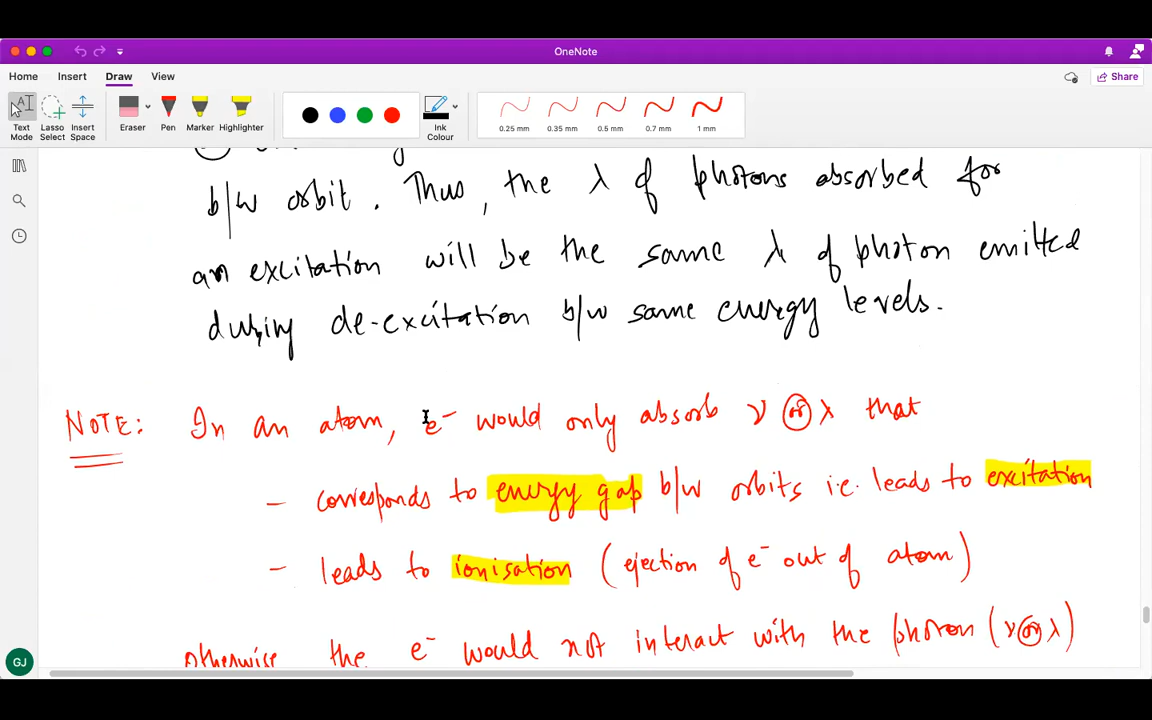 OneNote
Home Insert Draw View
Share
Text Mode
Lasso Select
Insert Space
Eraser
Pen
Marker
Highlighter
Ink Colour
0.25 mm
0.35 mm
0.5 mm
0.7 mm
1 mm
b/w orbit. Thus, the λ of photons absorbed for
an excitation will be the same λ of photon emitted
during de-excitation b/w same energy levels.
NOTE: In an atom, e⁻ would only absorb ν or λ that
- corresponds to energy gap b/w orbits i.e. leads to excitation
- leads to ionisation (ejection of e⁻ out of atom)
otherwise the e⁻ would not interact with the photon (ν or λ)
GJ